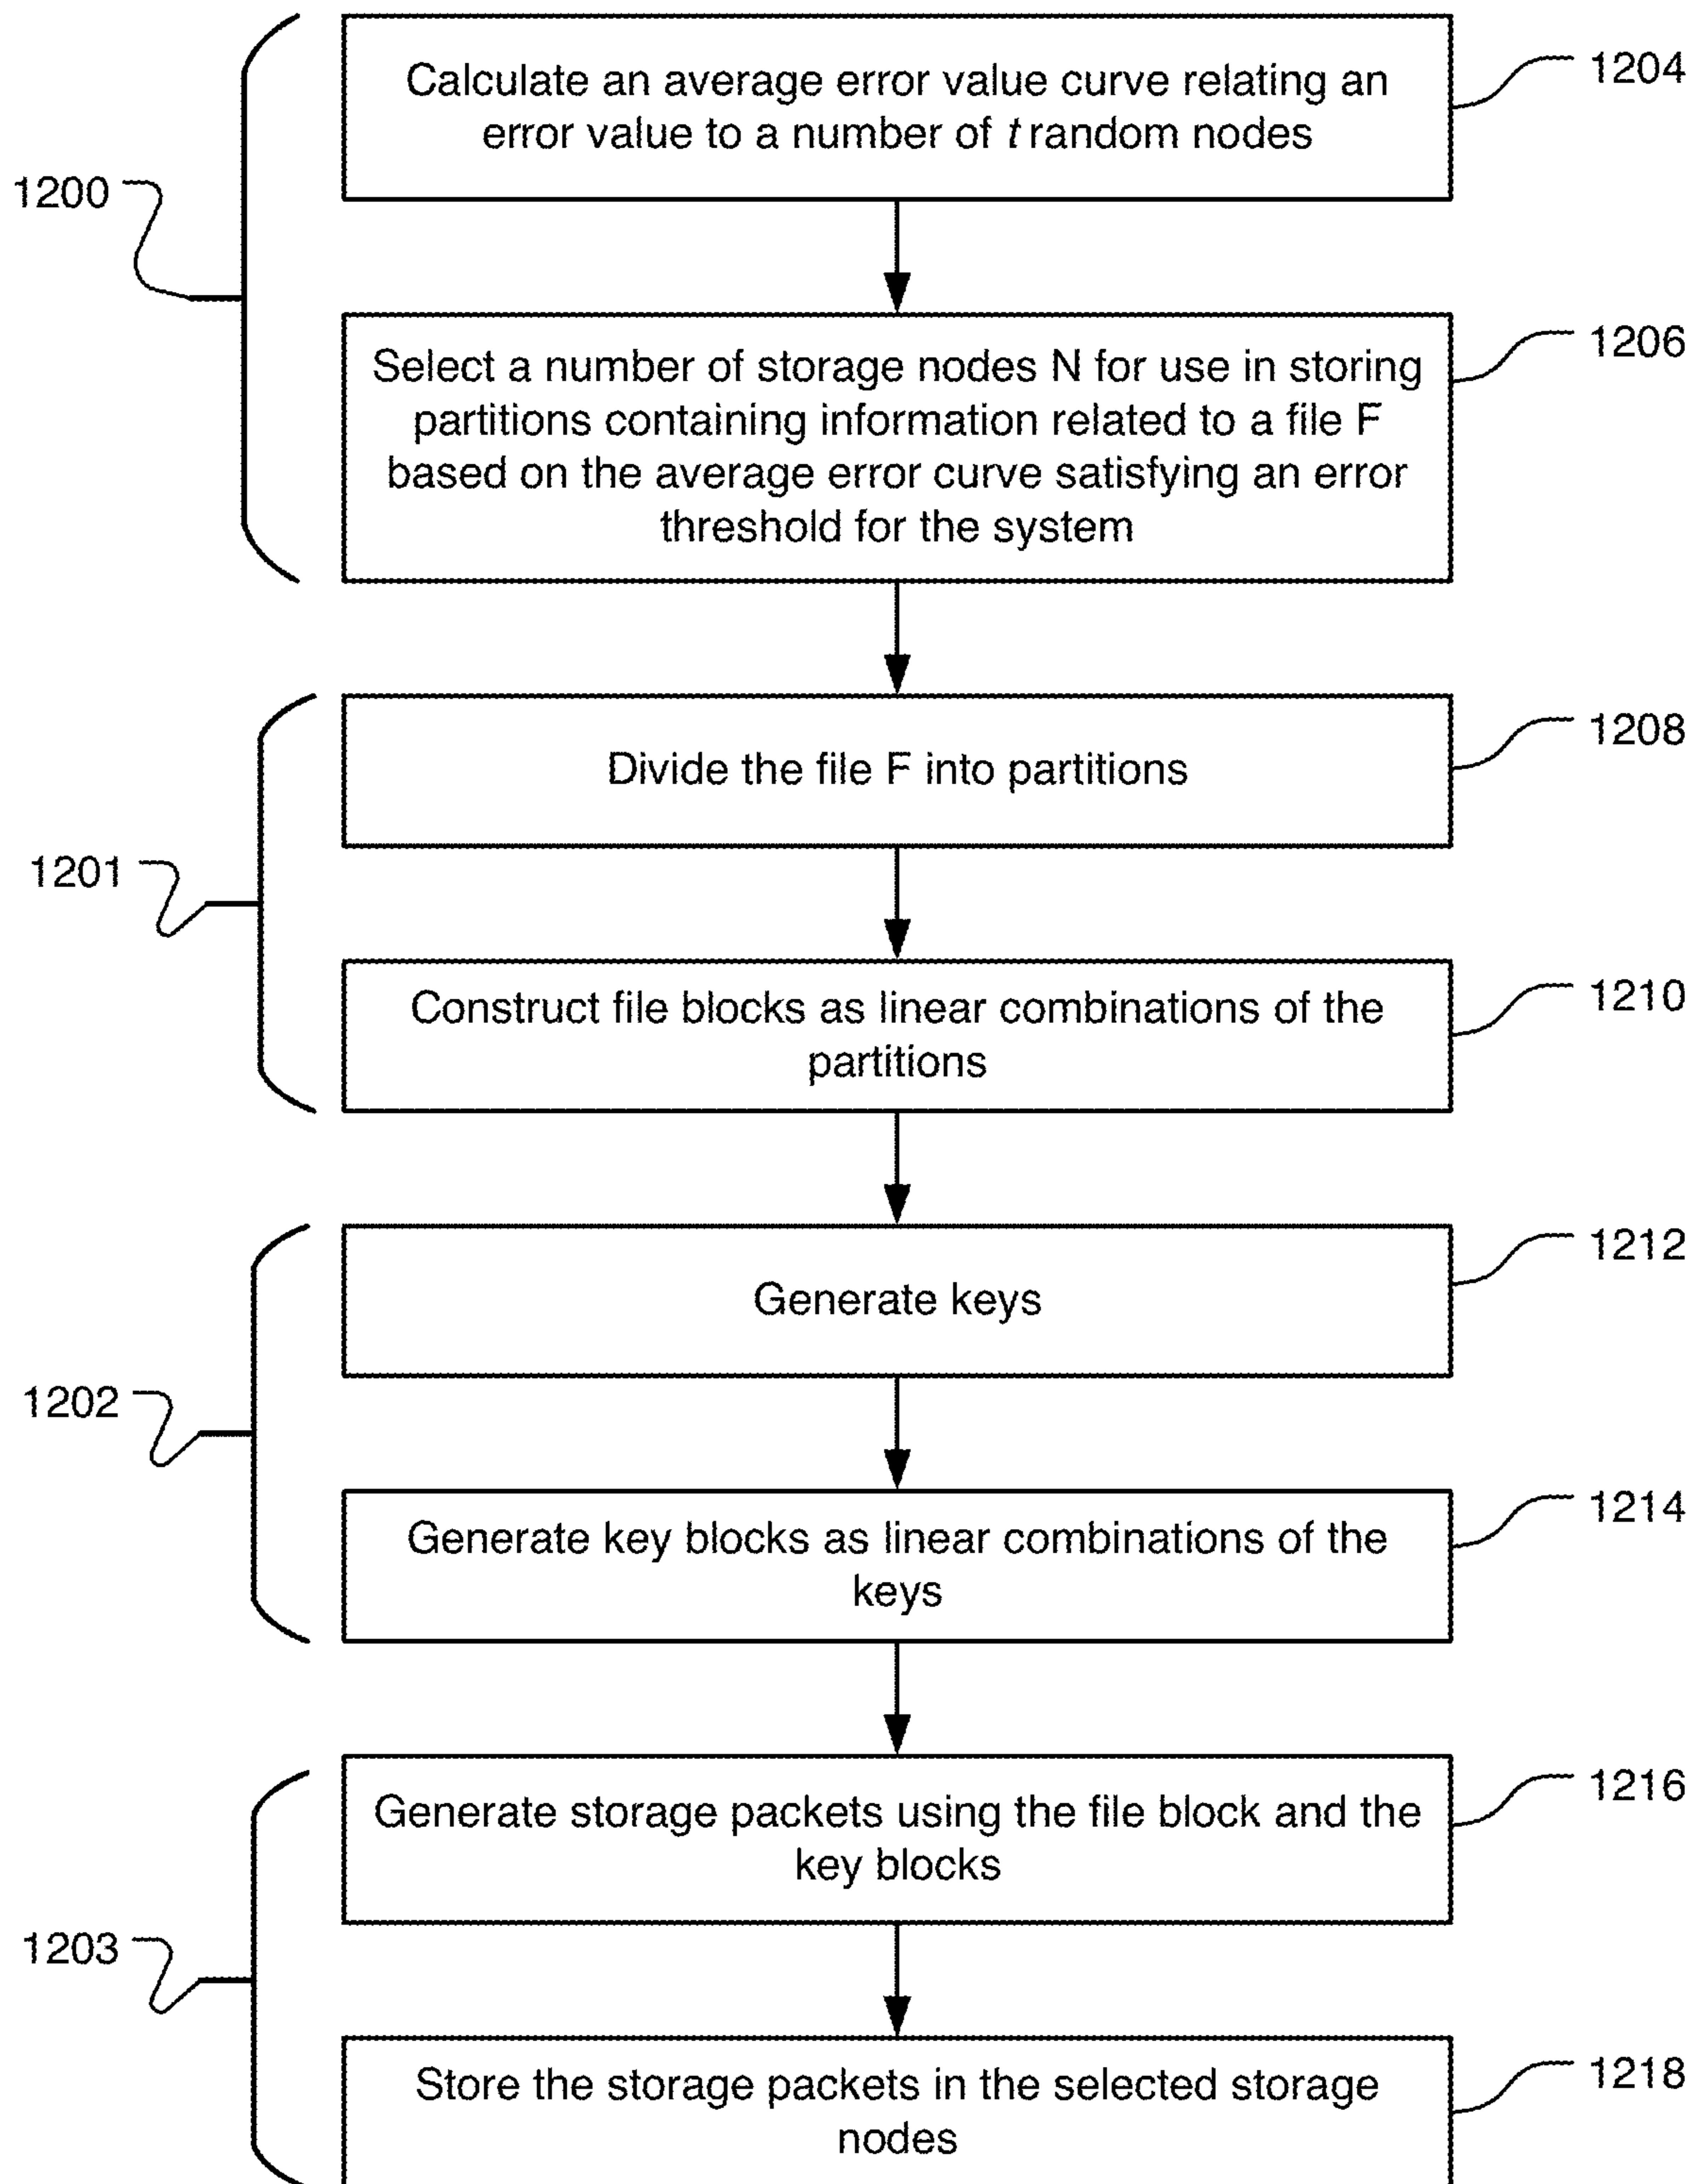 Calculate an average error value curve relating an
error value to a number of t random nodes
1204
1200
Select a number of storage nodes N for use in storing
partitions containing information related to a file F
based on the average error curve satisfying an error
threshold for the system
1206
Divide the file F into partitions
1208
1201
Construct file blocks as linear combinations of the
partitions
1210
Generate keys
1212
1202
Generate key blocks as linear combinations of the
keys
1214
Generate storage packets using the file block and the
key blocks
1216
1203
Store the storage packets in the selected storage
nodes
1218